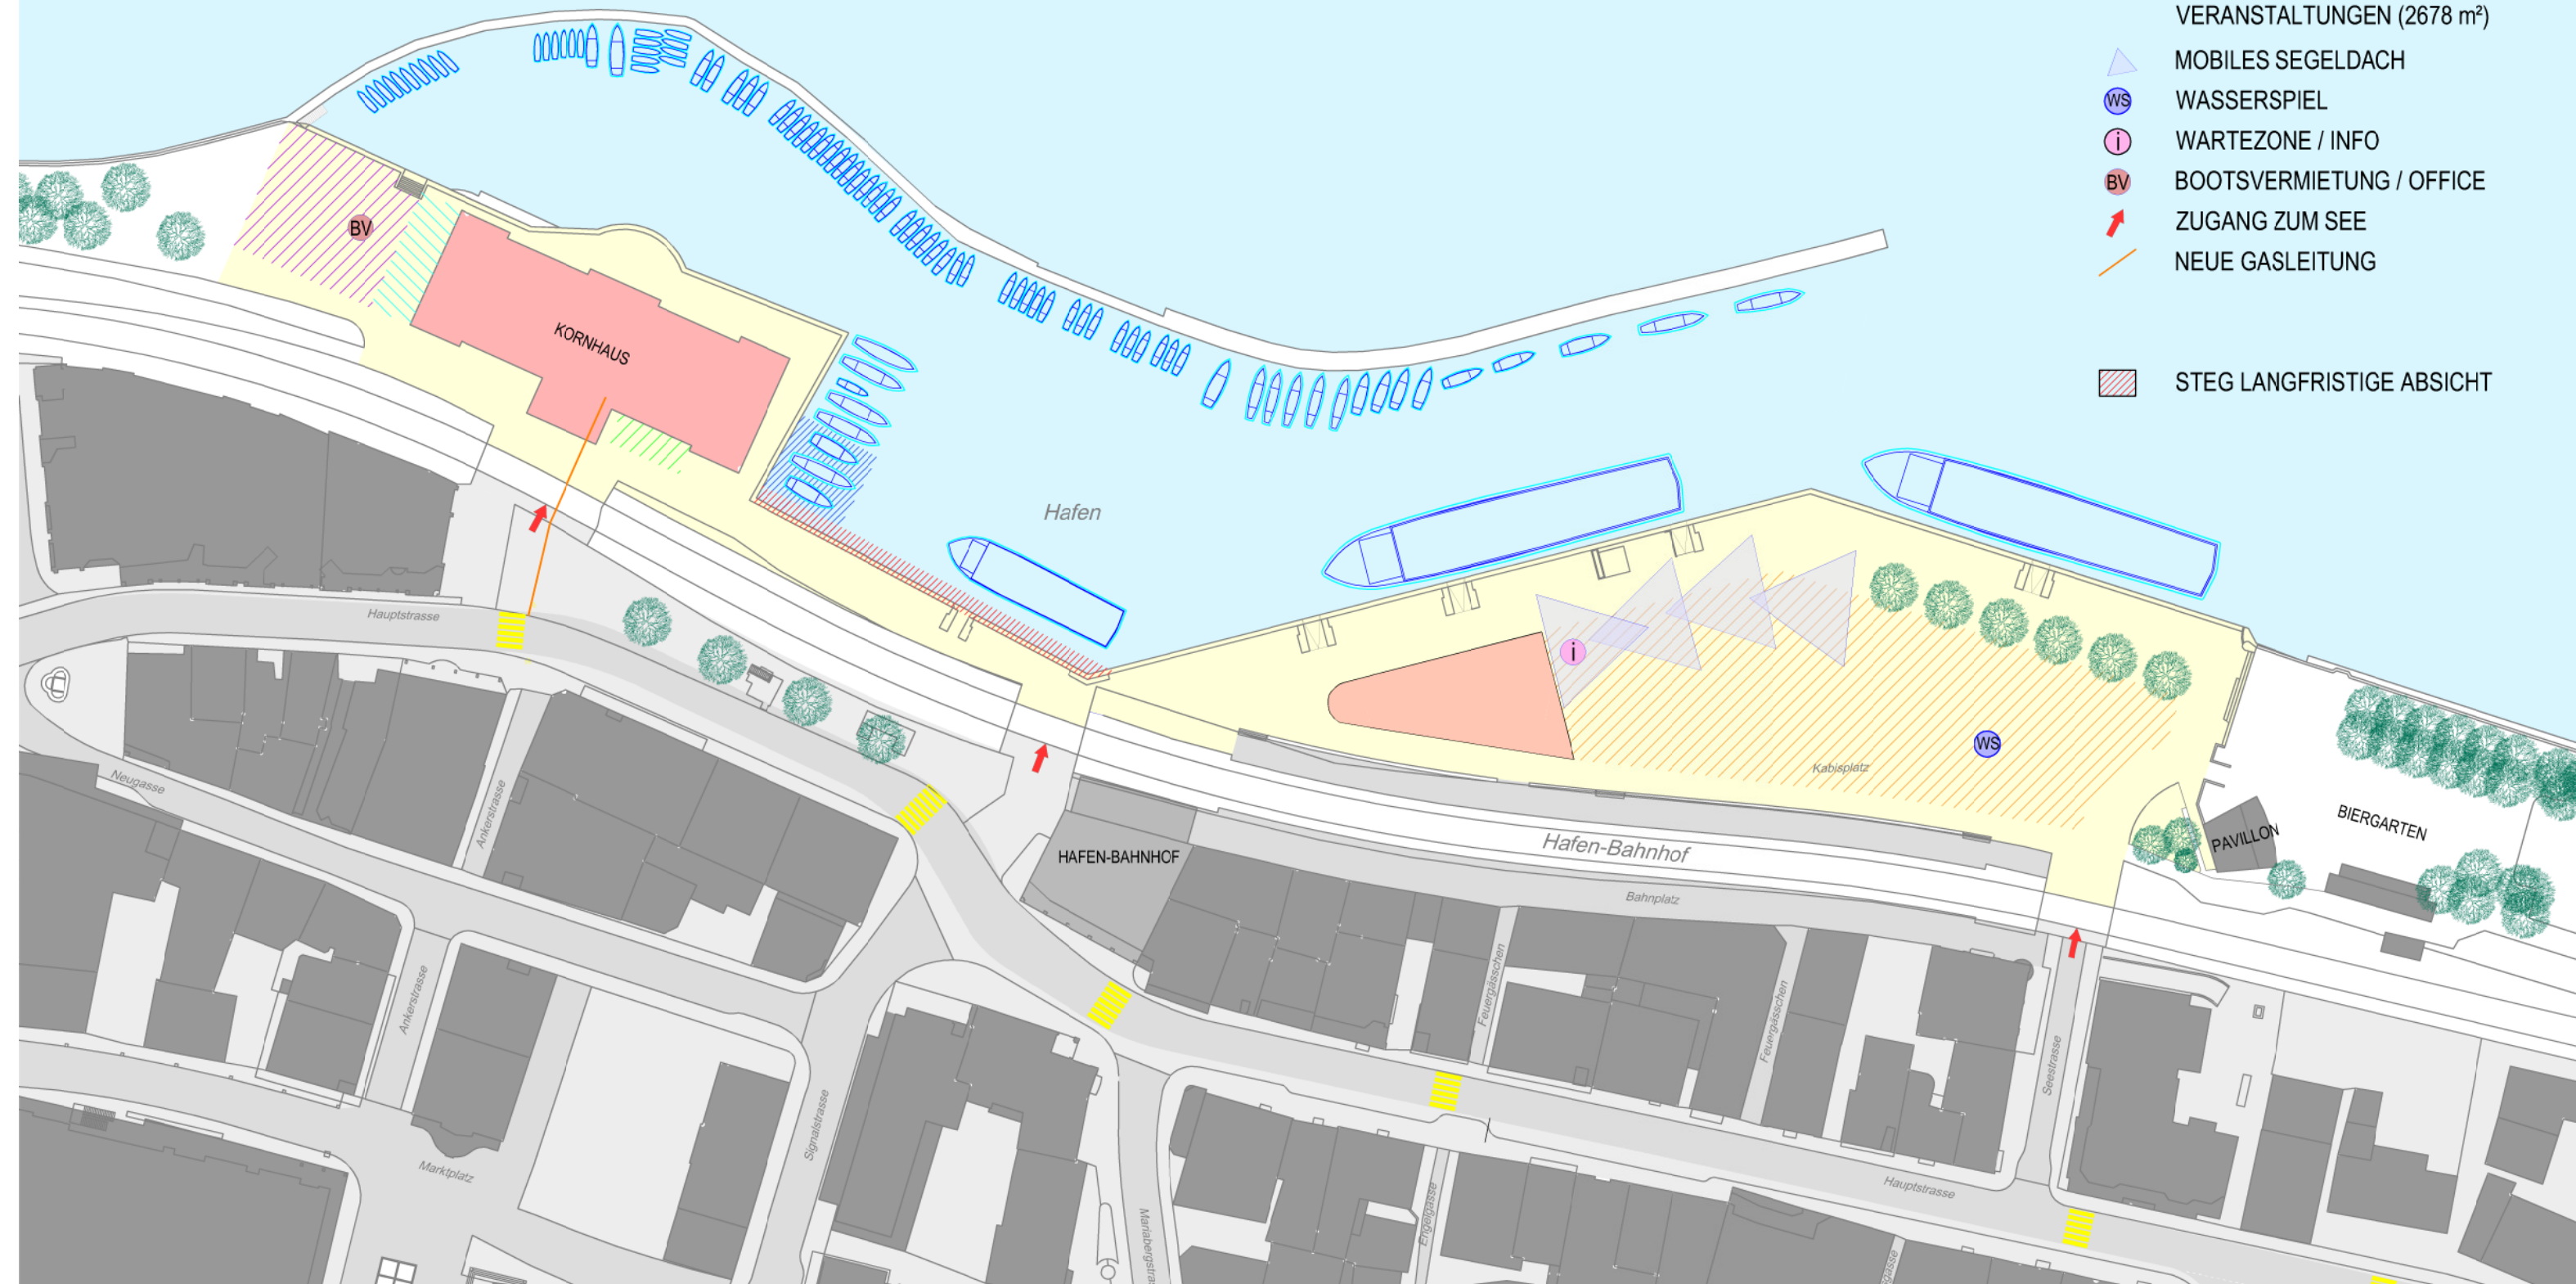 VERANSTALTUNGEN (2678 m²)
MOBILES SEGELDACH
WS WASSERSPIEL
i WARTEZONE / INFO
BV BOOTSVERMIETUNG / OFFICE
ZUGANG ZUM SEE
NEUE GASLEITUNG
STEG LANGFRISTIGE ABSICHT
BV
KORNHAUS
Hafen
Hauptstrasse
i
WS
Kabisplatz
Neugasse
Ankerstrasse
HAFEN-BAHNHOF
Hafen-Bahnhof
PAVILLON
BIERGARTEN
Bahnplatz
Ankerstrasse
Feuergässchen
Feuergässchen
Seestrasse
Signalstrasse
Marktplatz
Hauptstrasse
Engelgasse